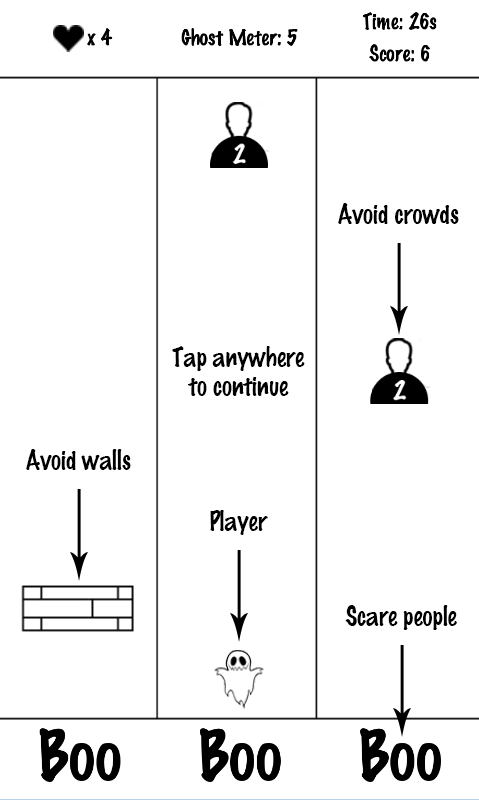 x 4
Ghost Meter: 5
Time: 26s
Score: 6
2
Avoid crowds
2
Tap anywhere
to continue
Avoid walls
Player
Scare people
Boo
Boo
Boo